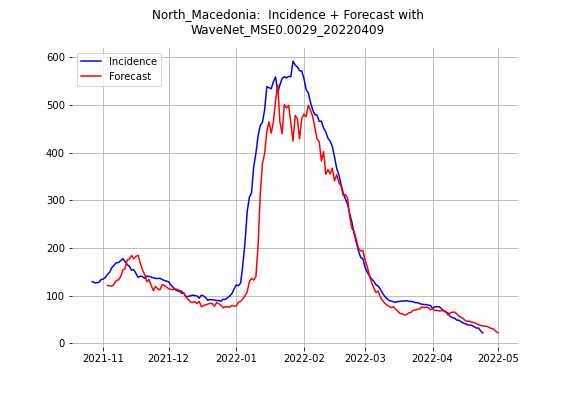 North_Macedonia:  Incidence + Forecast with
WaveNet_MSE0.0029_20220409
Incidence
Forecast
600
500
400
300
200
100
0
2021-11 2021-12 2022-01 2022-02 2022-03 2022-04 2022-05